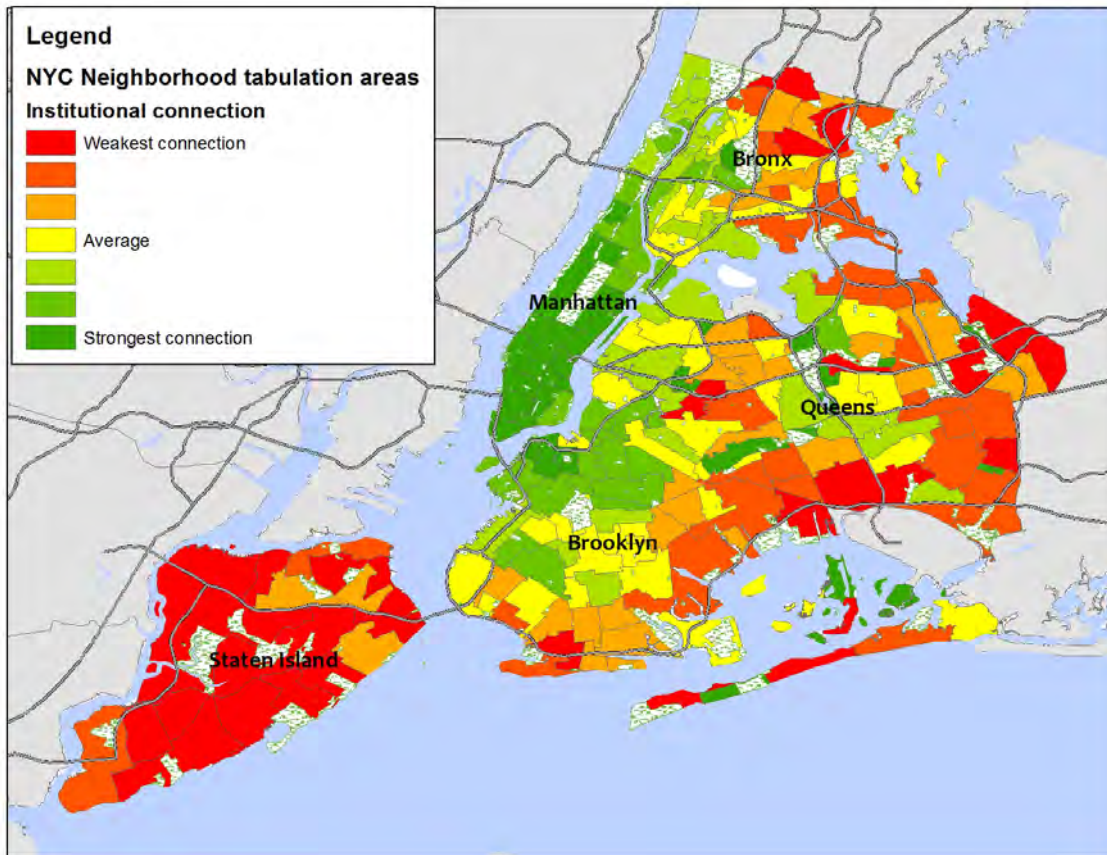 Legend
NYC Neighborhood tabulation areas
Institutional connection
Weakest connection
Average
Strongest connection
Bronx
Manhattan
Queens
Brooklyn
Staten Island